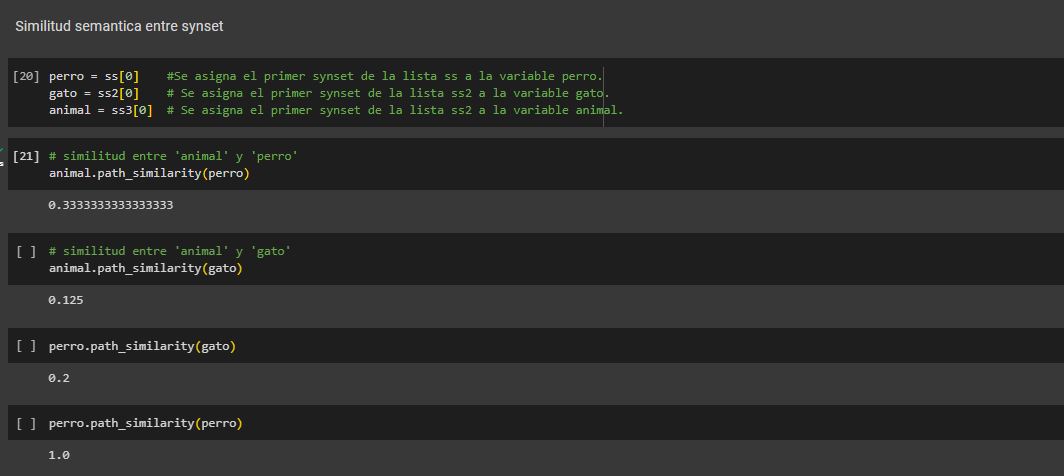 Similitud semantica entre synset
[20] perro = ss[0]    #Se asigna el primer synset de la lista ss a la variable perro.
gato = ss2[0]    # Se asigna el primer synset de la lista ss2 a la variable gato.
animal = ss3[0]  # Se asigna el primer synset de la lista ss2 a la variable animal.
[21] # similitud entre 'animal' y 'perro'
s
animal.path_similarity(perro)
0.3333333333333333
[ ] # similitud entre 'animal' y 'gato'
animal.path_similarity(gato)
0.125
[ ] perro.path_similarity(gato)
0.2
[ ] perro.path_similarity(perro)
1.0